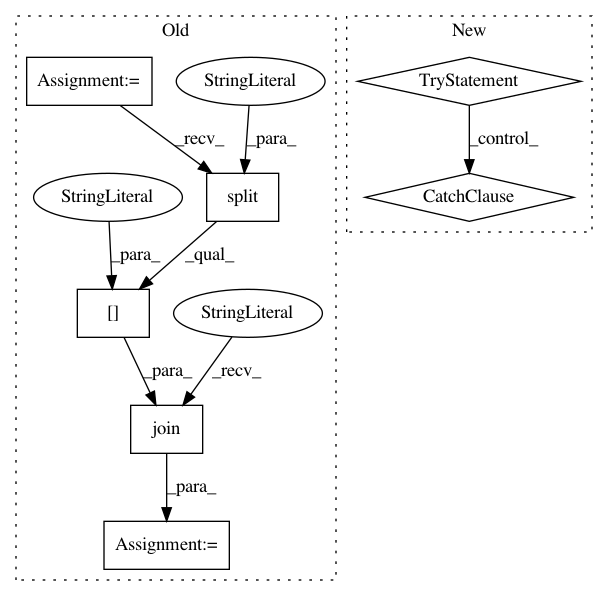 Old
New
Assignment:=
StringLiteral
TryStatement
_recv_
_para_
_control_
StringLiteral
split
CatchClause
_para_
_qual_
[]
StringLiteral
_para_
_recv_
join
_para_
Assignment:=